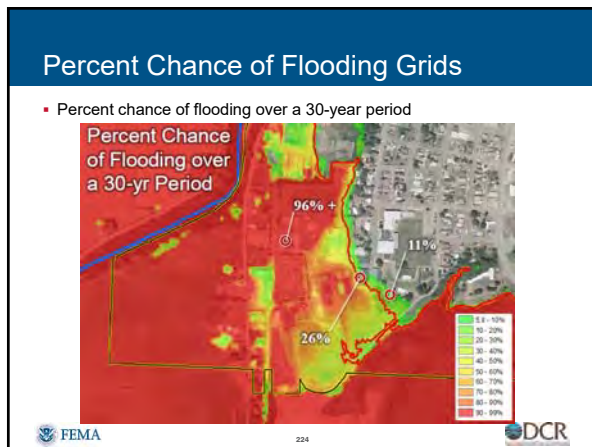 Percent Chance of Flooding Grids
▪ Percent chance of flooding over a 30-year period
Percent Chance
of Flooding over
a 30-yr Period
96% +
11%
26%
5.8 - 10%
10 - 20%
20 - 30%
30 - 40%
40 - 50%
50 - 60%
60 - 70%
70 - 80%
80 - 90%
90 - 99%
FEMA
224
DCR